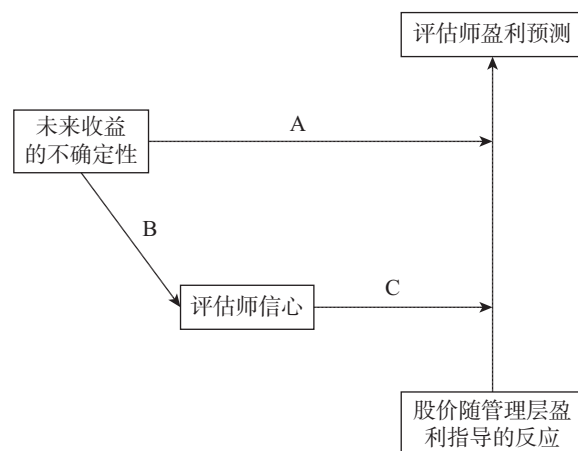 评估师盈利预测
未来收益
的不确定性
A
B
评估师信心
C
股价随管理层盈
利指导的反应